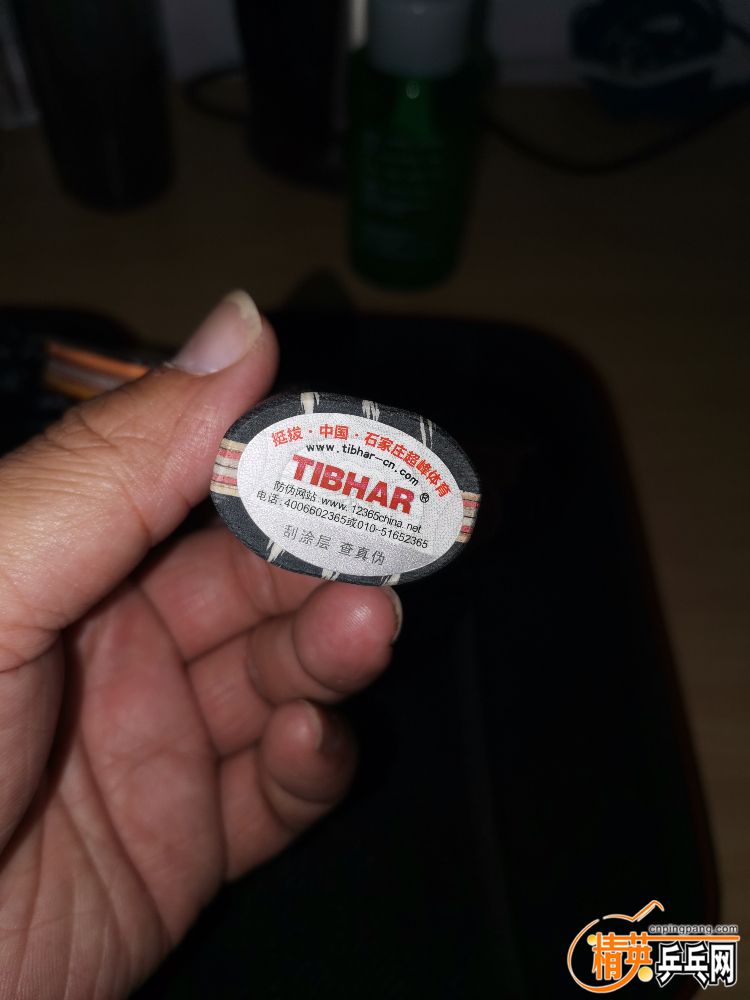 挺拔·中国·石家庄超峰体育
www.tibhar-cn.com
TIBHAR®
防伪网站:www.12365china.net
电话:4006602365或010-51652365
刮涂层 查真伪
cnpingpang.com
精英乒乓网